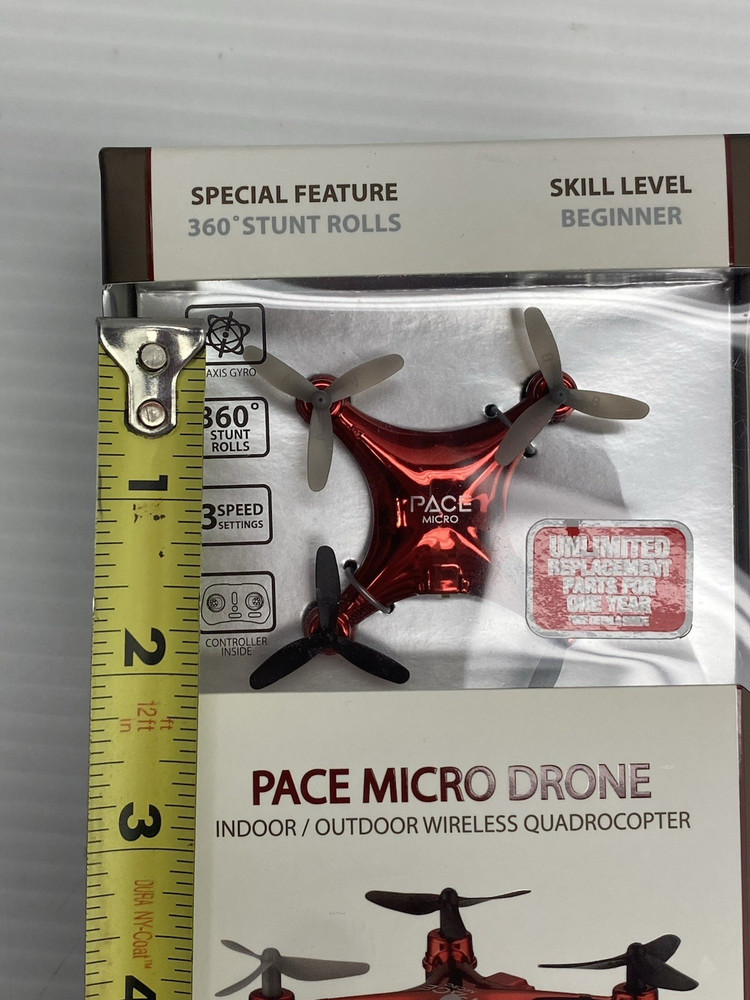 SPECIAL FEATURE
360° STUNT ROLLS
SKILL LEVEL
BEGINNER
AXIS GYRO
360°
STUNT
ROLLS
3 SPEED
SETTINGS
CONTROLLER
INSIDE
PACE
MICRO
UNLIMITED
REPLACEMENT
PARTS FOR
ONE YEAR
1
2
12ft
ft
in
3
DURA NY-Coat™
4
PACE MICRO DRONE
INDOOR / OUTDOOR WIRELESS QUADROCOPTER